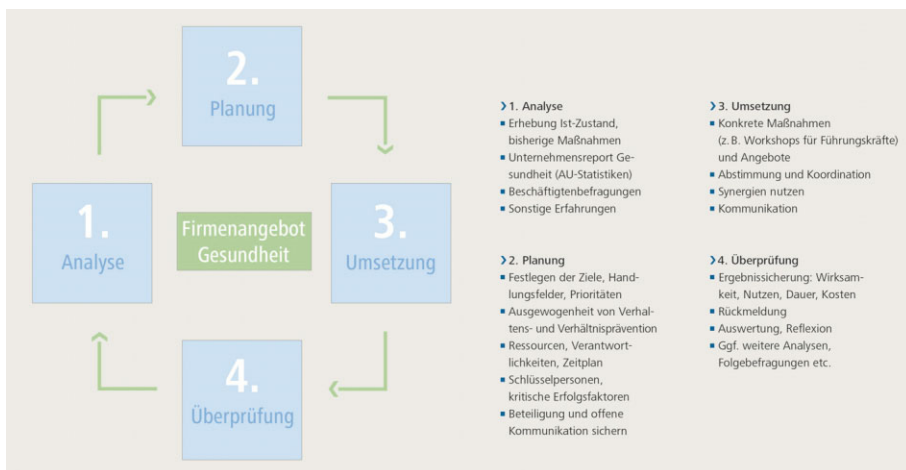 2.
Planung
1.
Analyse
Firmenangebot
Gesundheit
3.
Umsetzung
4.
Überprüfung
1. Analyse
Erhebung Ist-Zustand,
bisherige Maßnahmen
Unternehmensreport Ge-
sundheit (AU-Statistiken)
Beschäftigtenbefragungen
Sonstige Erfahrungen
2. Planung
Festlegen der Ziele, Hand-
lungsfelder, Prioritäten
Ausgewogenheit von Verhal-
tens- und Verhältnisprävention
Ressourcen, Verantwort-
lichkeiten, Zeitplan
Schlüsselpersonen,
kritische Erfolgsfaktoren
Beteiligung und offene
Kommunikation sichern
3. Umsetzung
Konkrete Maßnahmen
(z. B. Workshops für Führungskräfte)
und Angebote
Abstimmung und Koordination
Synergien nutzen
Kommunikation
4. Überprüfung
Ergebnissicherung: Wirksam-
keit, Nutzen, Dauer, Kosten
Rückmeldung
Auswertung, Reflexion
Ggf. weitere Analysen,
Folgebefragungen etc.